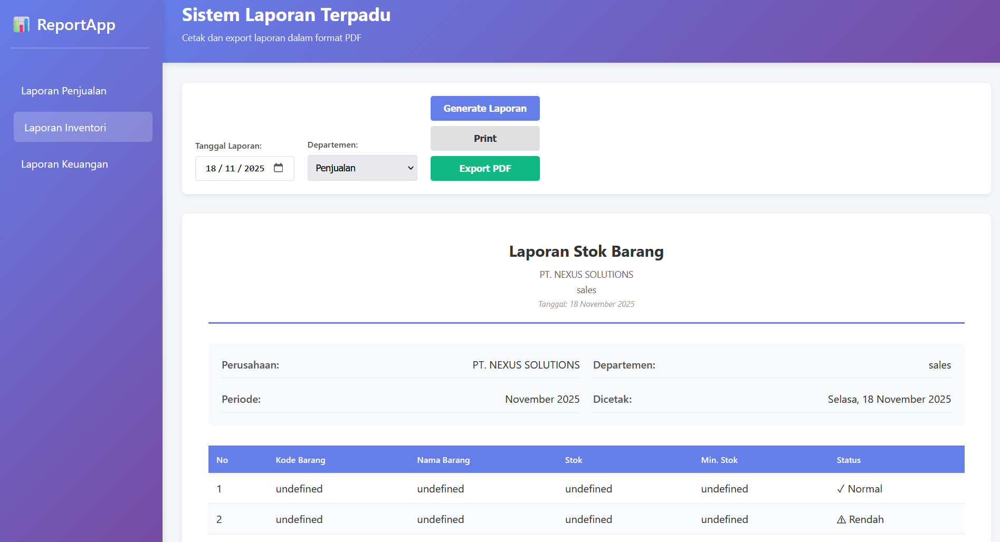 ReportApp
Laporan Penjualan
Laporan Inventori
Laporan Keuangan
Sistem Laporan Terpadu
Cetak dan export laporan dalam format PDF
Tanggal Laporan:
18 / 11 / 2025
Departemen:
Penjualan
Generate Laporan
Print
Export PDF
Laporan Stok Barang
PT. NEXUS SOLUTIONS
sales
Tanggal: 18 November 2025
Perusahaan: PT. NEXUS SOLUTIONS Departemen: sales
Periode: November 2025 Dicetak: Selasa, 18 November 2025
No Kode Barang Nama Barang Stok Min. Stok Status
1 undefined undefined undefined undefined ✓ Normal
2 undefined undefined undefined undefined ⚠ Rendah